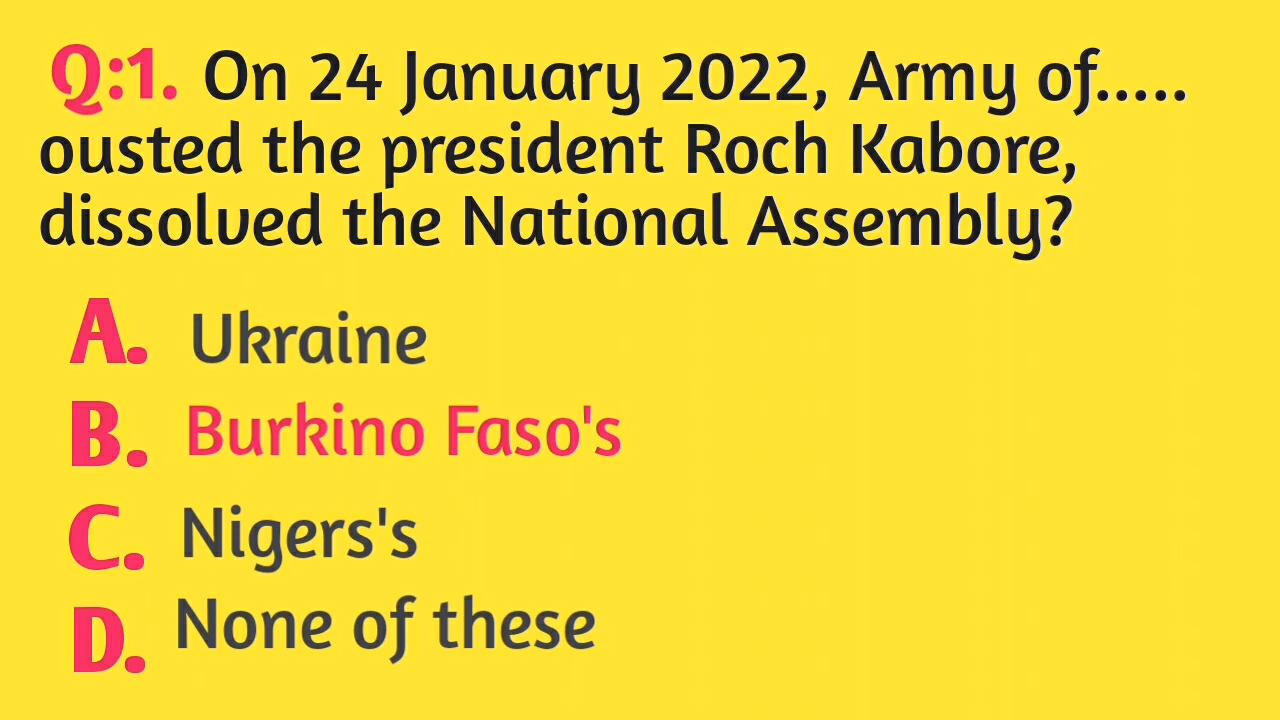 Q:1. On 24 January 2022, Army of.....
ousted the president Roch Kabore,
dissolved the National Assembly?
A. Ukraine
B. Burkino Faso's
C. Nigers's
D. None of these